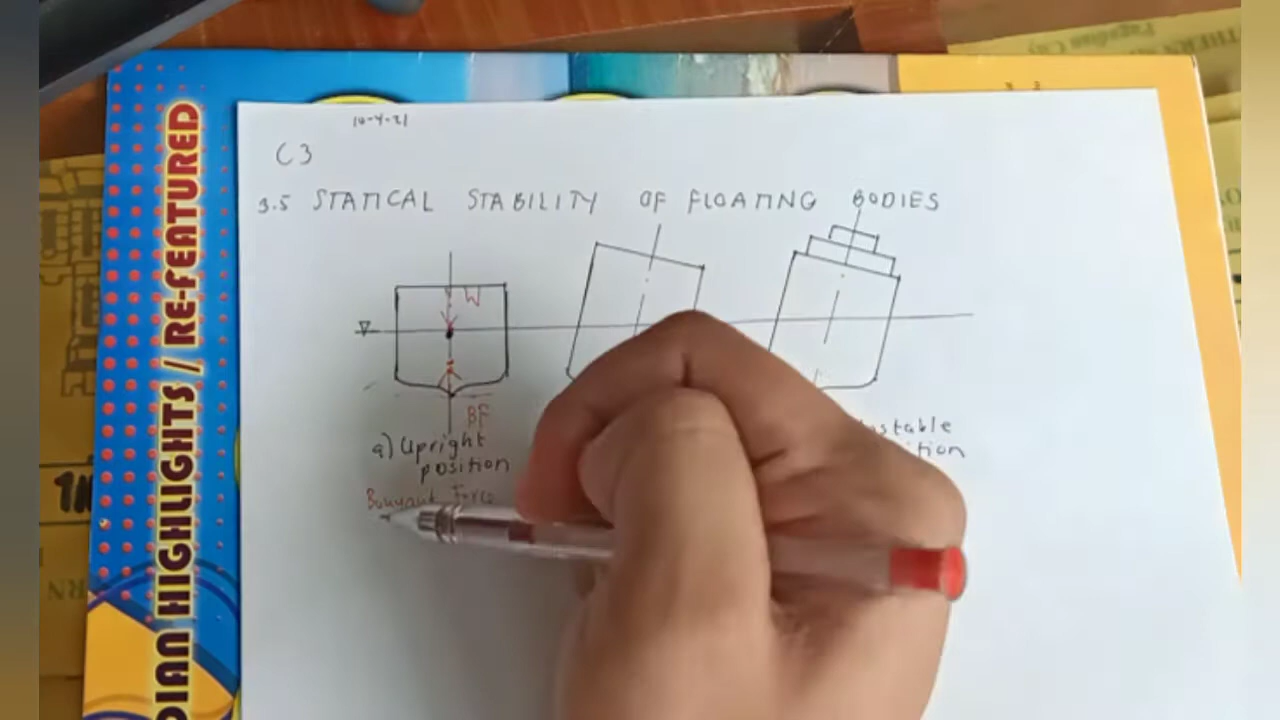 10-4-21
C3
3.5 STATICAL STABILITY OF FLOATING BODIES
W
BF
a) Upright
position
Buoyant Force
DIAN HIGHLIGHTS / RE-FEATURED